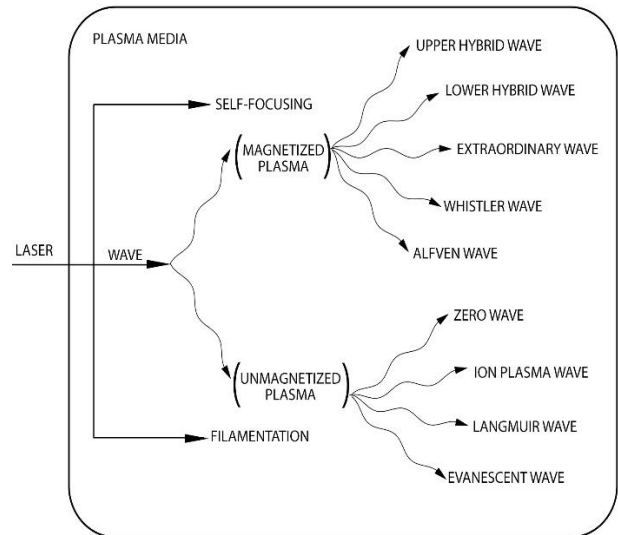 PLASMA MEDIA
UPPER HYBRID WAVE
LOWER HYBRID WAVE
SELF-FOCUSING
(MAGNETIZED
PLASMA)
EXTRAORDINARY WAVE
WHISTLER WAVE
ALFVEN WAVE
LASER
WAVE
ZERO WAVE
ION PLASMA WAVE
(UNMAGNETIZED
PLASMA)
LANGMUIR WAVE
FILAMENTATION
EVANESCENT WAVE